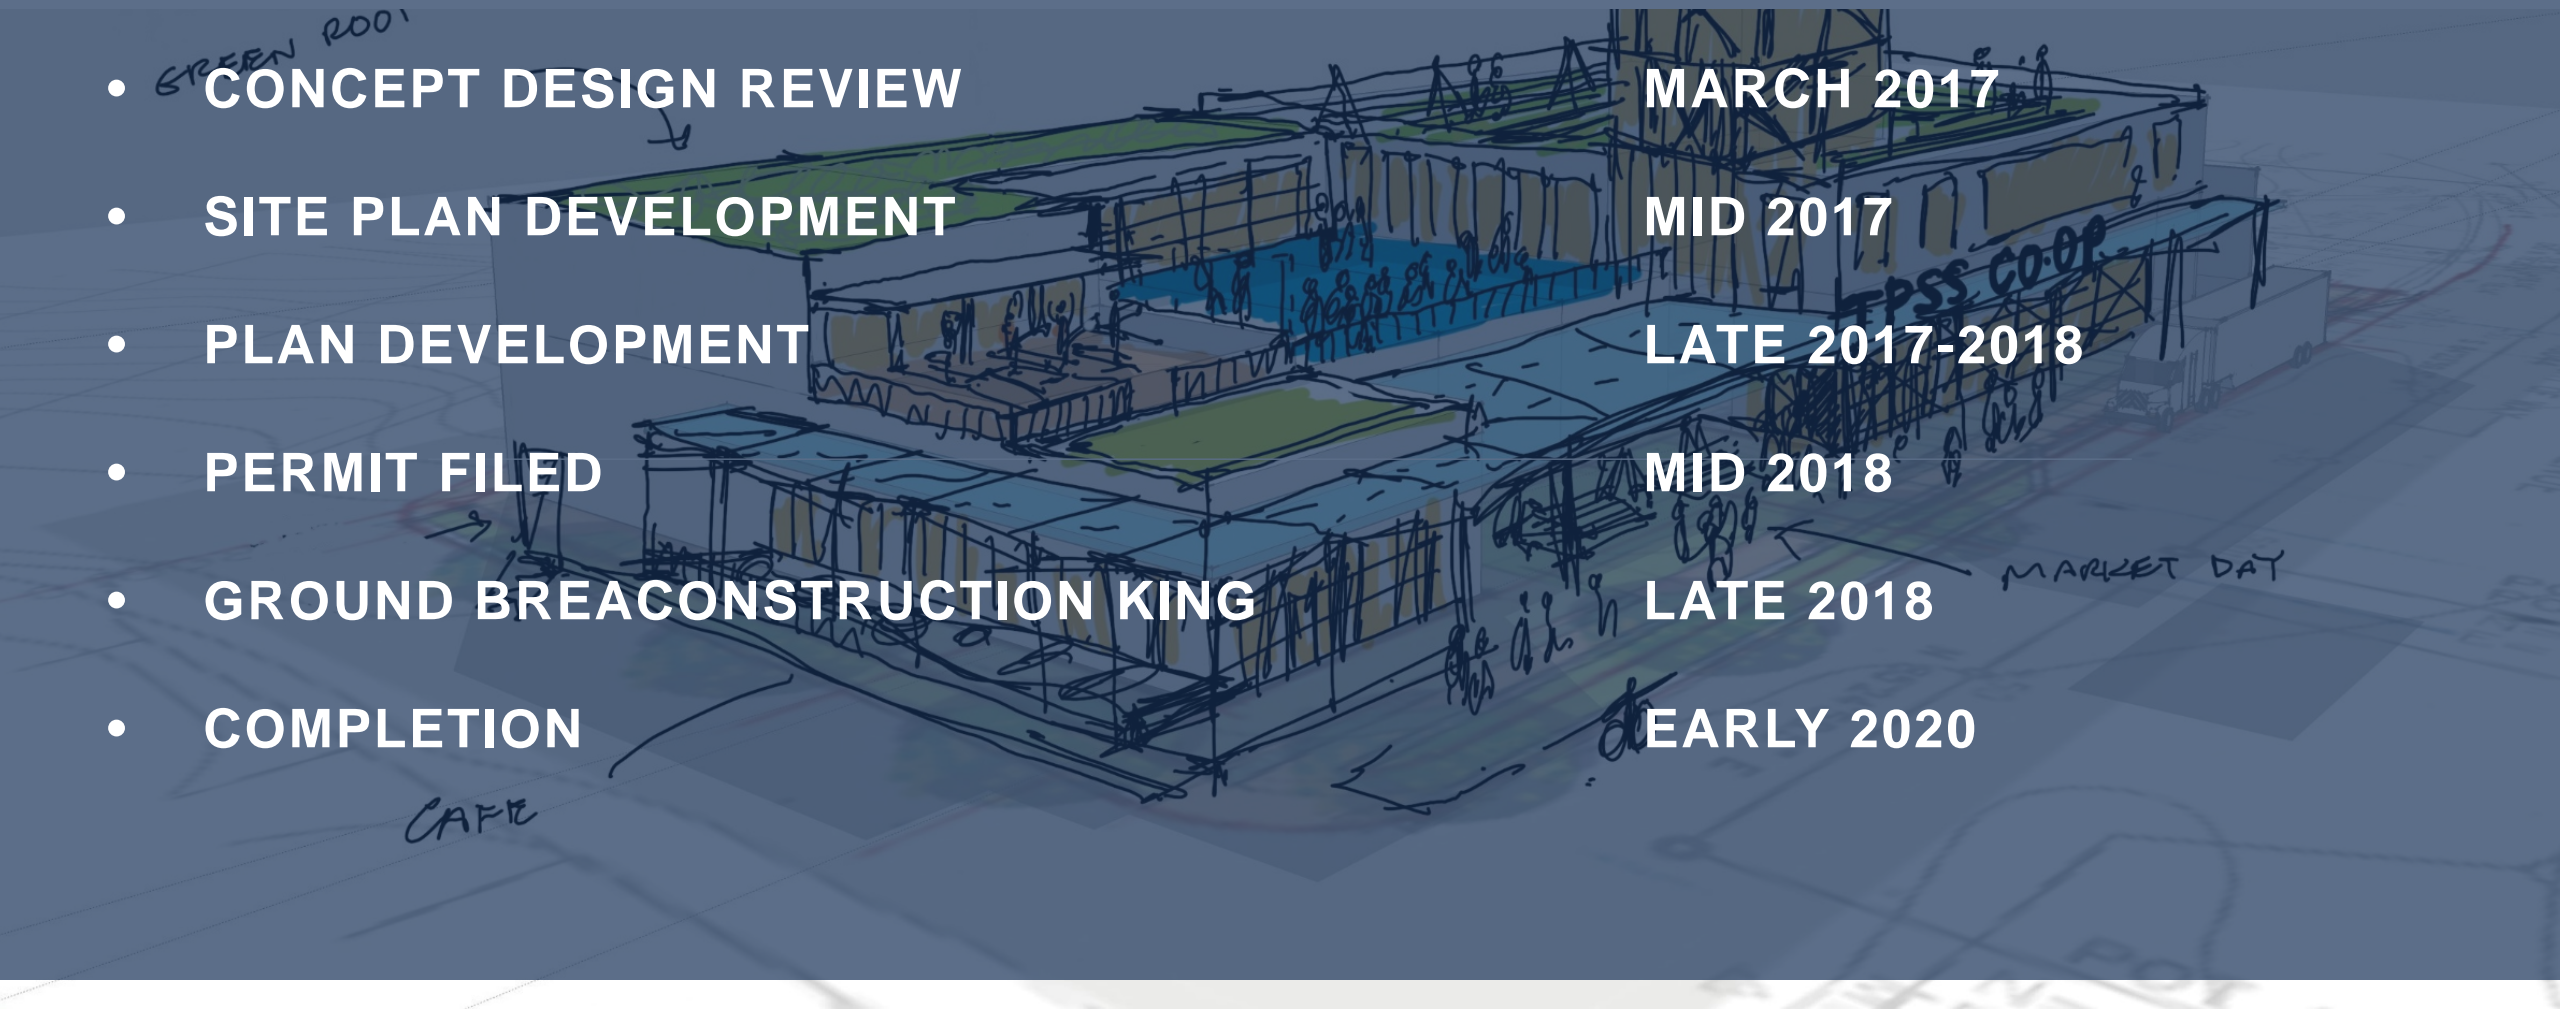 GREEN ROOF
• CONCEPT DESIGN REVIEW MARCH 2017
• SITE PLAN DEVELOPMENT MID 2017
TPSS CO-OP
• PLAN DEVELOPMENT LATE 2017-2018
• PERMIT FILED MID 2018
MARKET DAY
• GROUND BREACONSTRUCTION KING LATE 2018
• COMPLETION EARLY 2020
CAFE